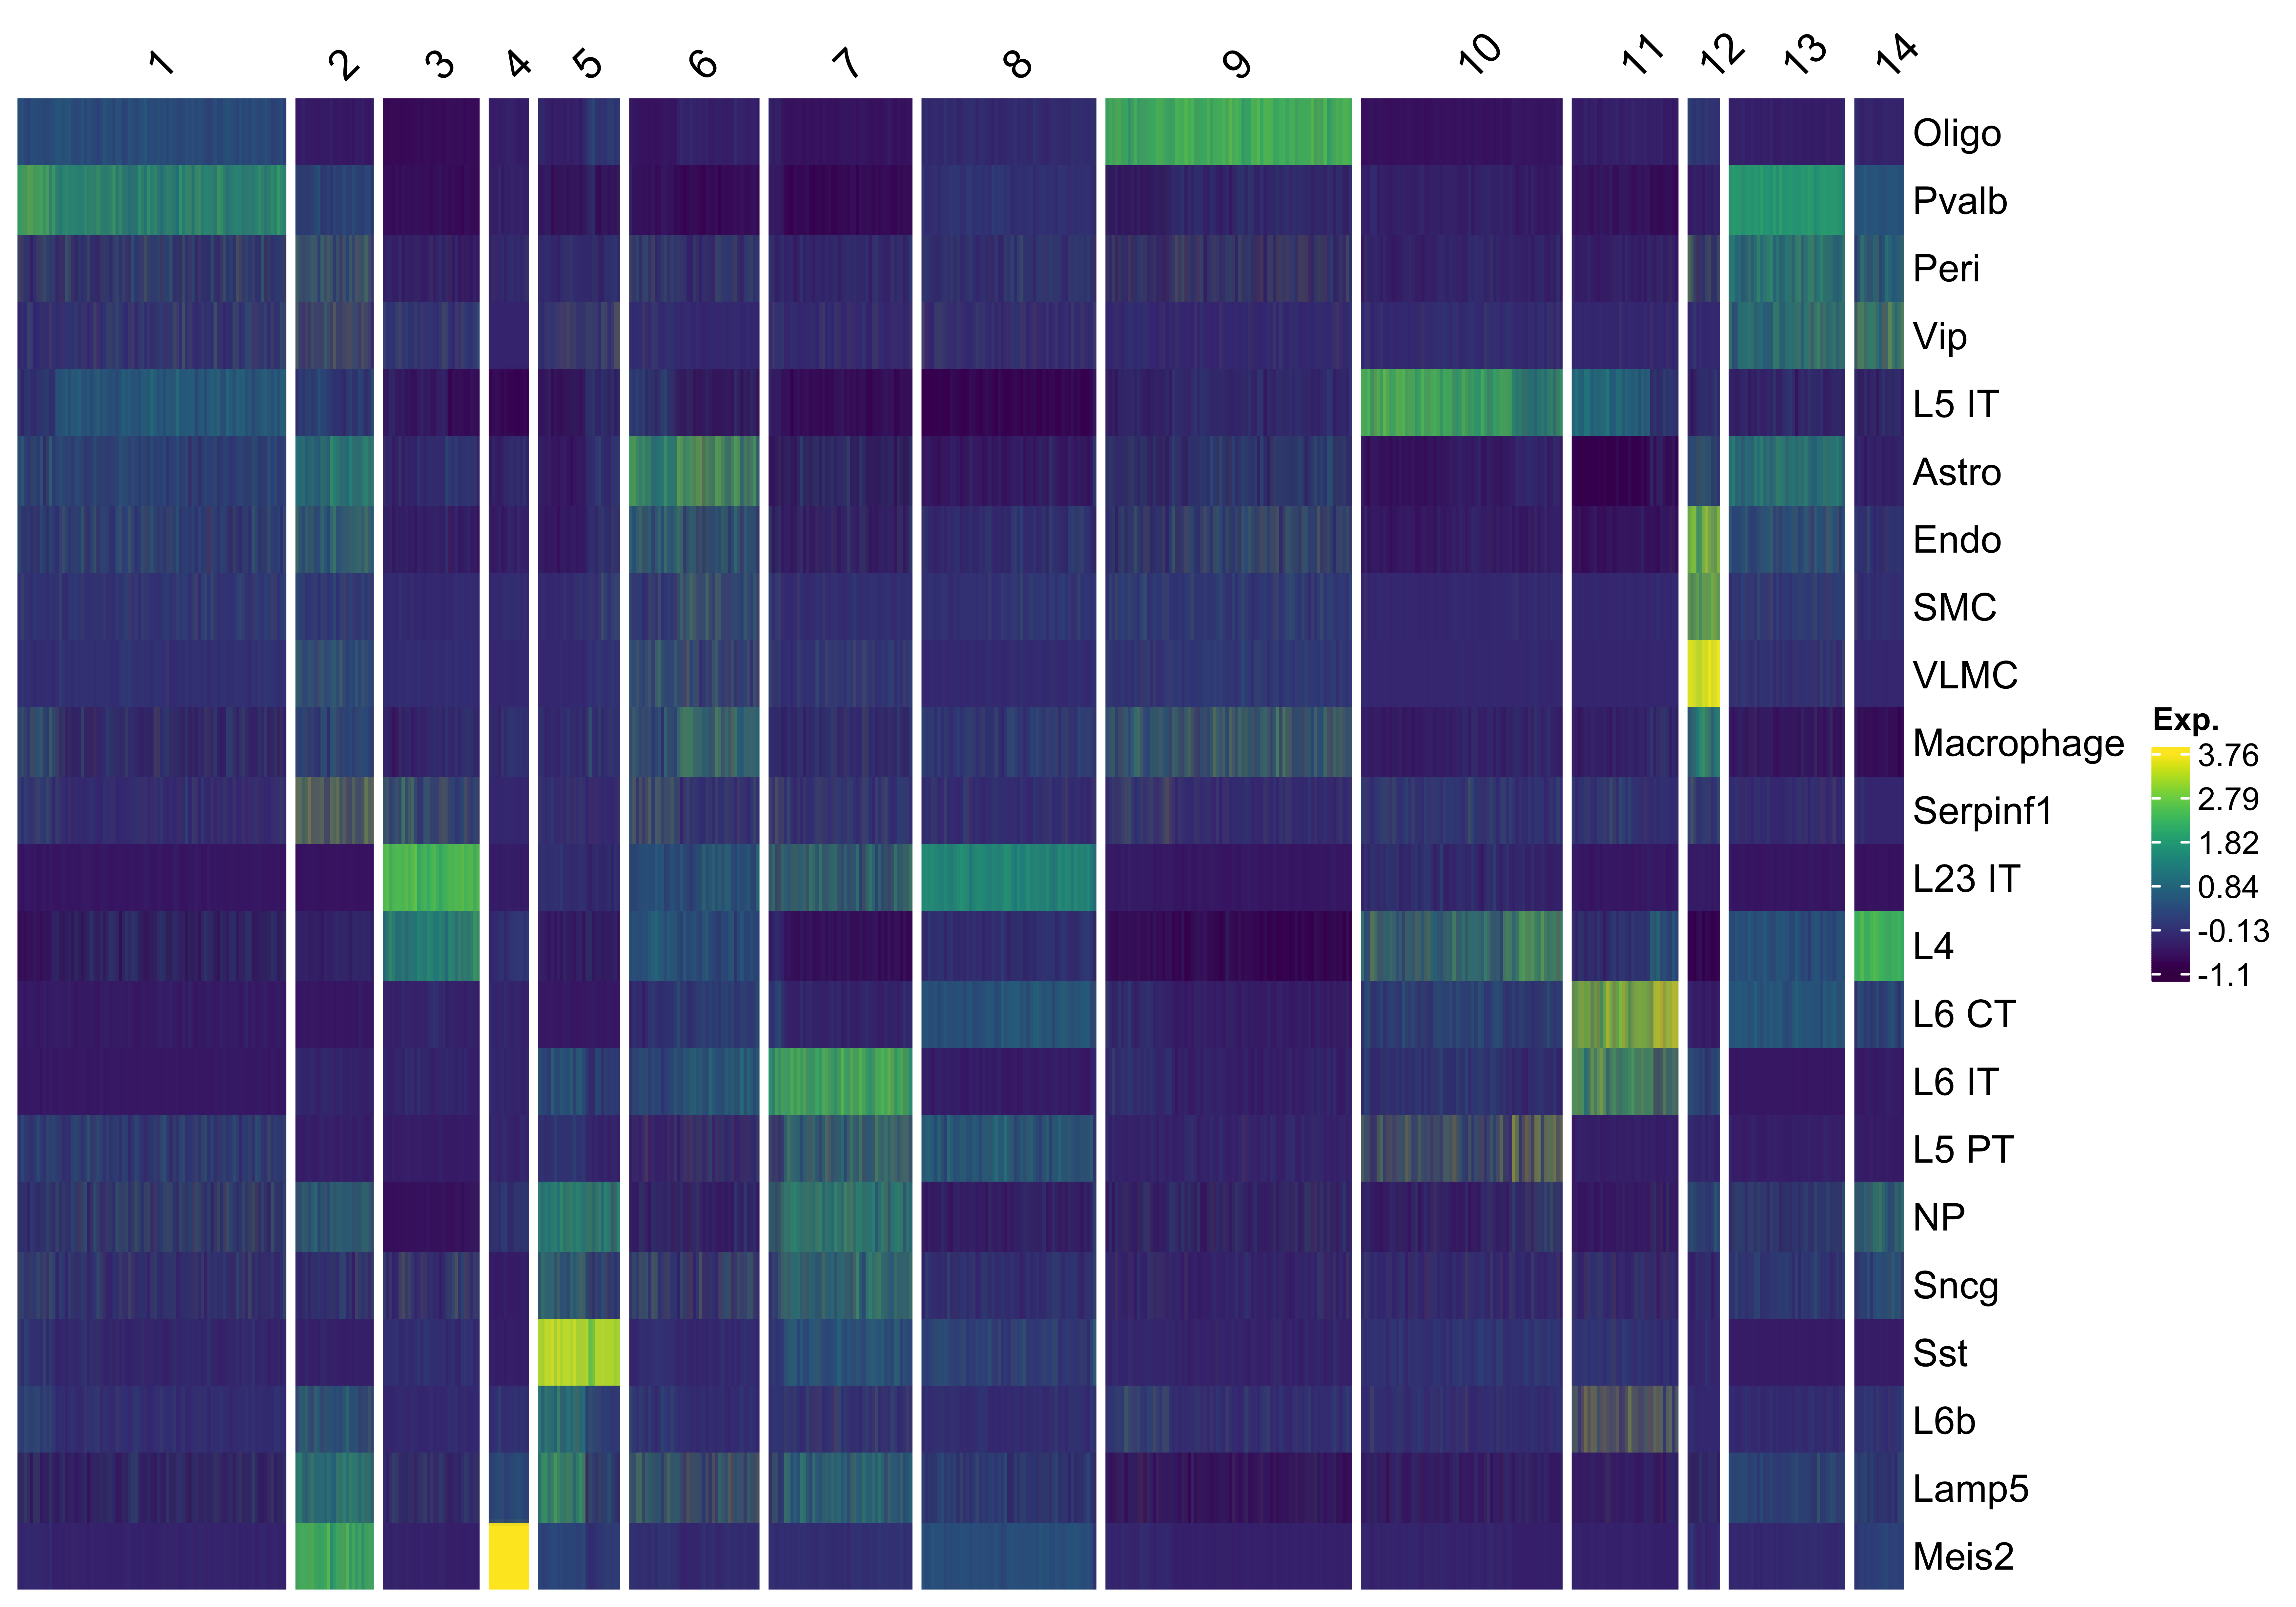 1 2 3 4 5 6 7 8 9 10 11 12 13 14
Oligo
Pvalb
Peri
Vip
L5 IT
Astro
Endo
SMC
VLMC
Macrophage
Serpinf1
L23 IT
L4
L6 CT
L6 IT
L5 PT
NP
Sncg
Sst
L6b
Lamp5
Meis2
Exp.
3.76
2.79
1.82
0.84
-0.13
-1.1